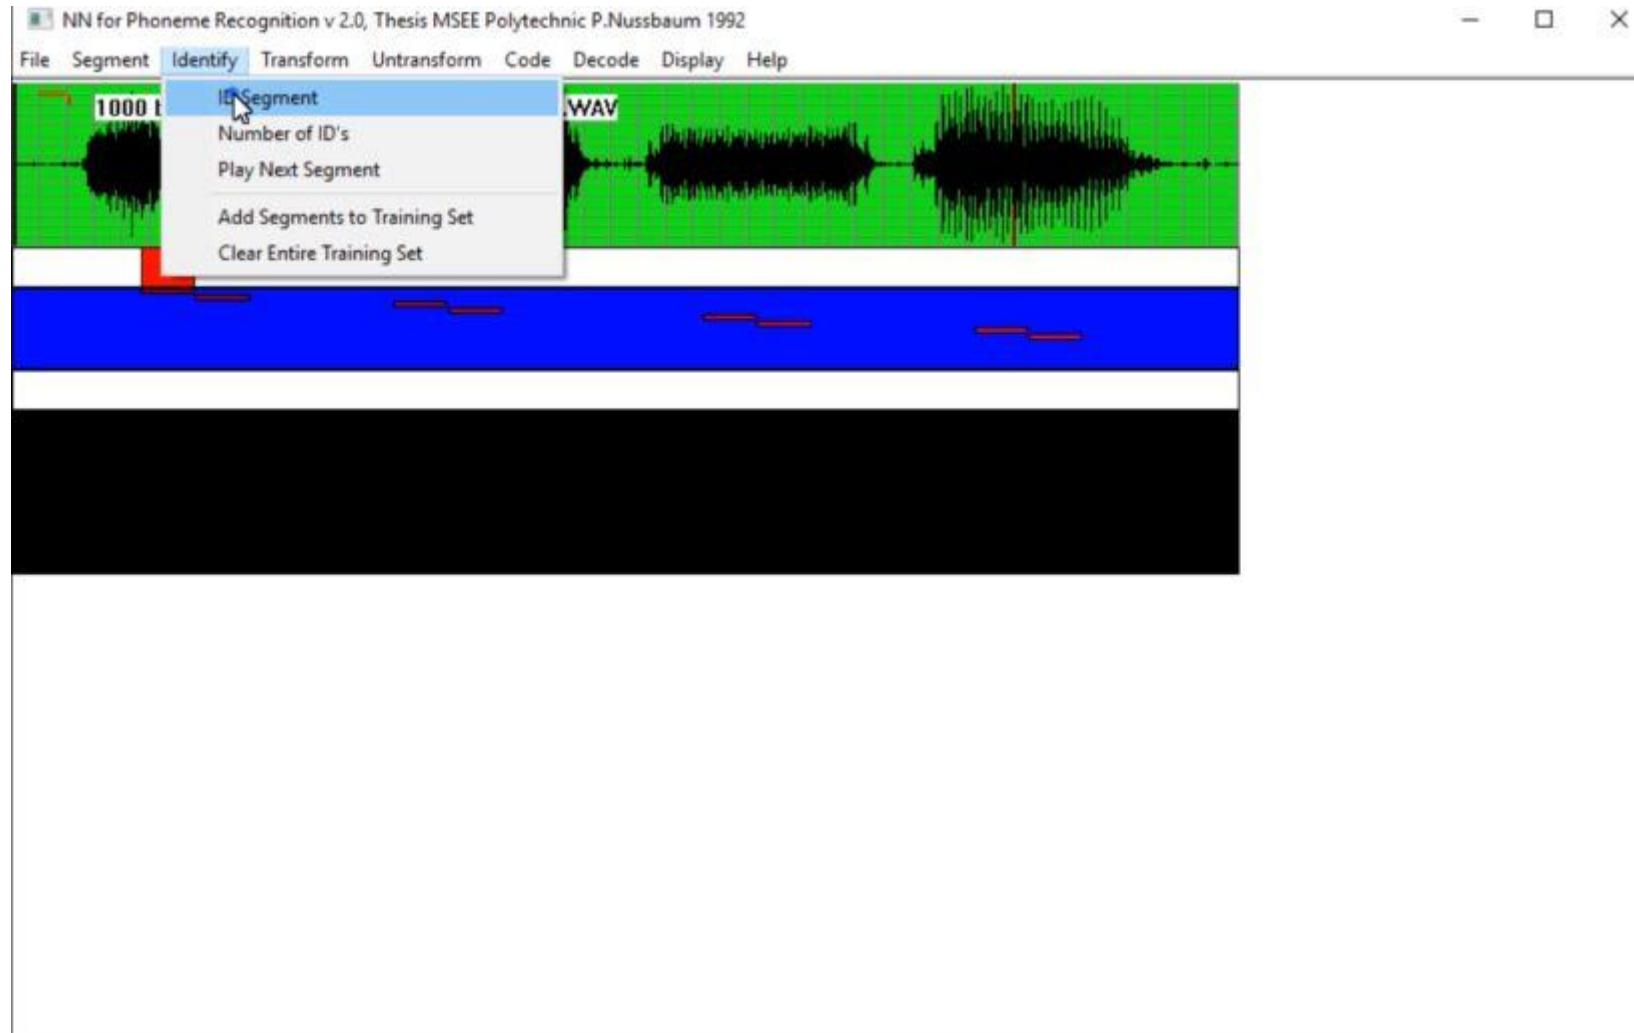 NN for Phoneme Recognition v 2.0, Thesis MSEE Polytechnic P.Nussbaum 1992
File Segment Identify Transform Untransform Code Decode Display Help
ID Segment
1000 .WAV
Number of ID's
Play Next Segment
Add Segments to Training Set
Clear Entire Training Set